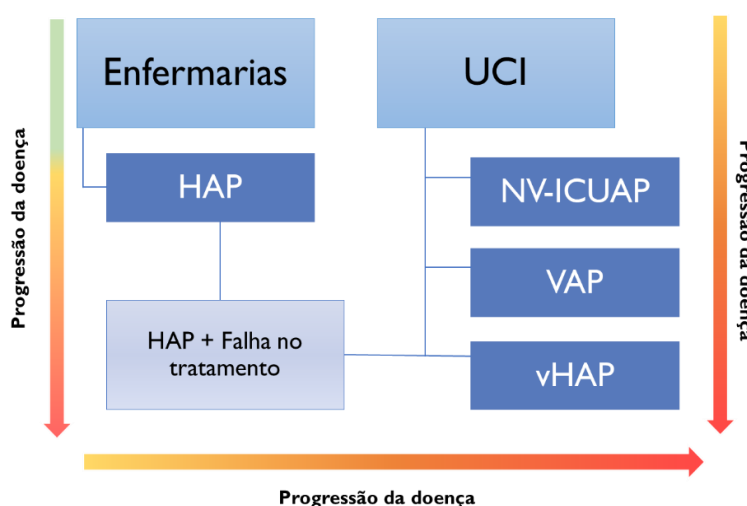 Enfermarias
UCI
Progressão da doença
HAP
NV-ICUAP
VAP
HAP + Falha no
tratamento
vHAP
Progressão da doença
Progressão da doença